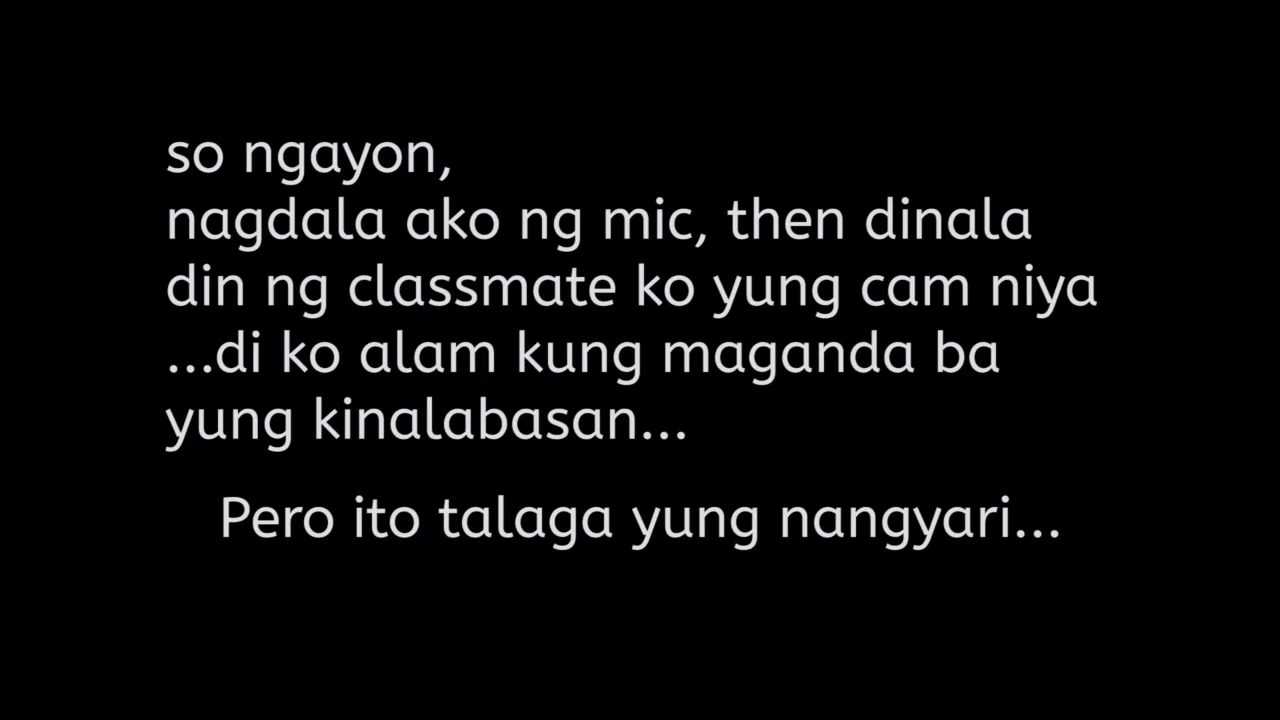 so ngayon,
nagdala ako ng mic, then dinala
din ng classmate ko yung cam niya
...di ko alam kung maganda ba
yung kinalabasan...
Pero ito talaga yung nangyari...